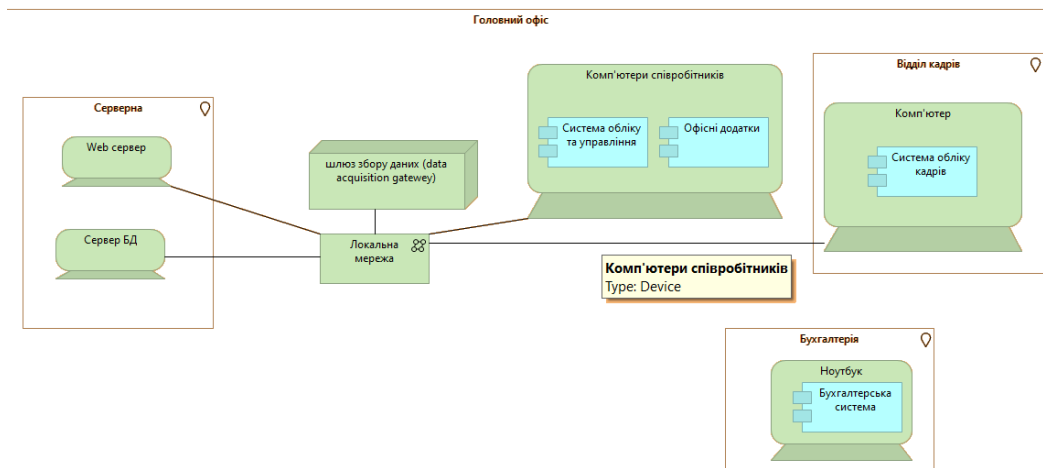 Головний офіс
Серверна
Web сервер
Сервер БД
шлюз збору даних (data
acquisition gatewey)
Локальна
мережа
Комп'ютери співробітників
Система обліку
та управління
Офісні додатки
Відділ кадрів
Комп'ютер
Система обліку
кадрів
Комп'ютери співробітників
Type: Device
Бухгалтерія
Ноутбук
Бухгалтерська
система